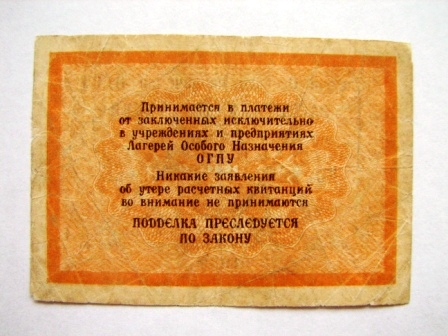 Принимается в платежи
от заключенных исключительно
в учреждениях и предприятиях
Лагерей Особого Назначения
ОГПУ
Никакие заявления
об утере расчетных квитанций
во внимание не принимаются
ПОДДЕЛКА ПРЕСЛЕДУЕТСЯ
ПО ЗАКОНУ